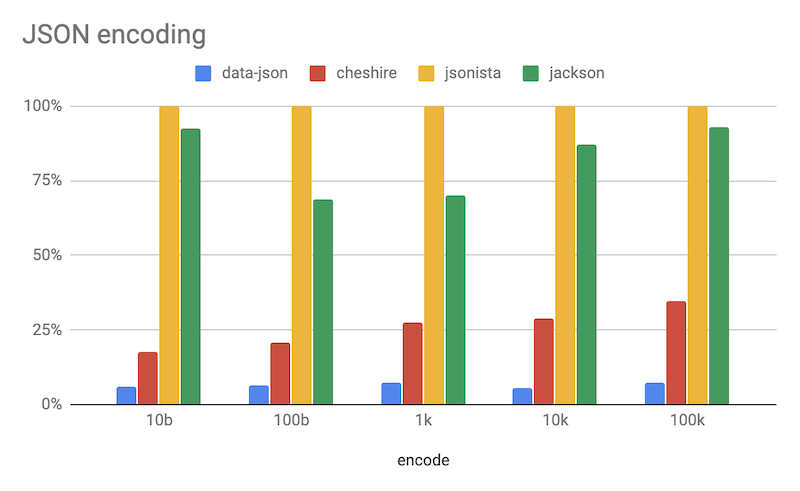 JSON encoding
data-json cheshire jsonista jackson
100%
75%
50%
25%
0%
10b 100b 1k 10k 100k
encode